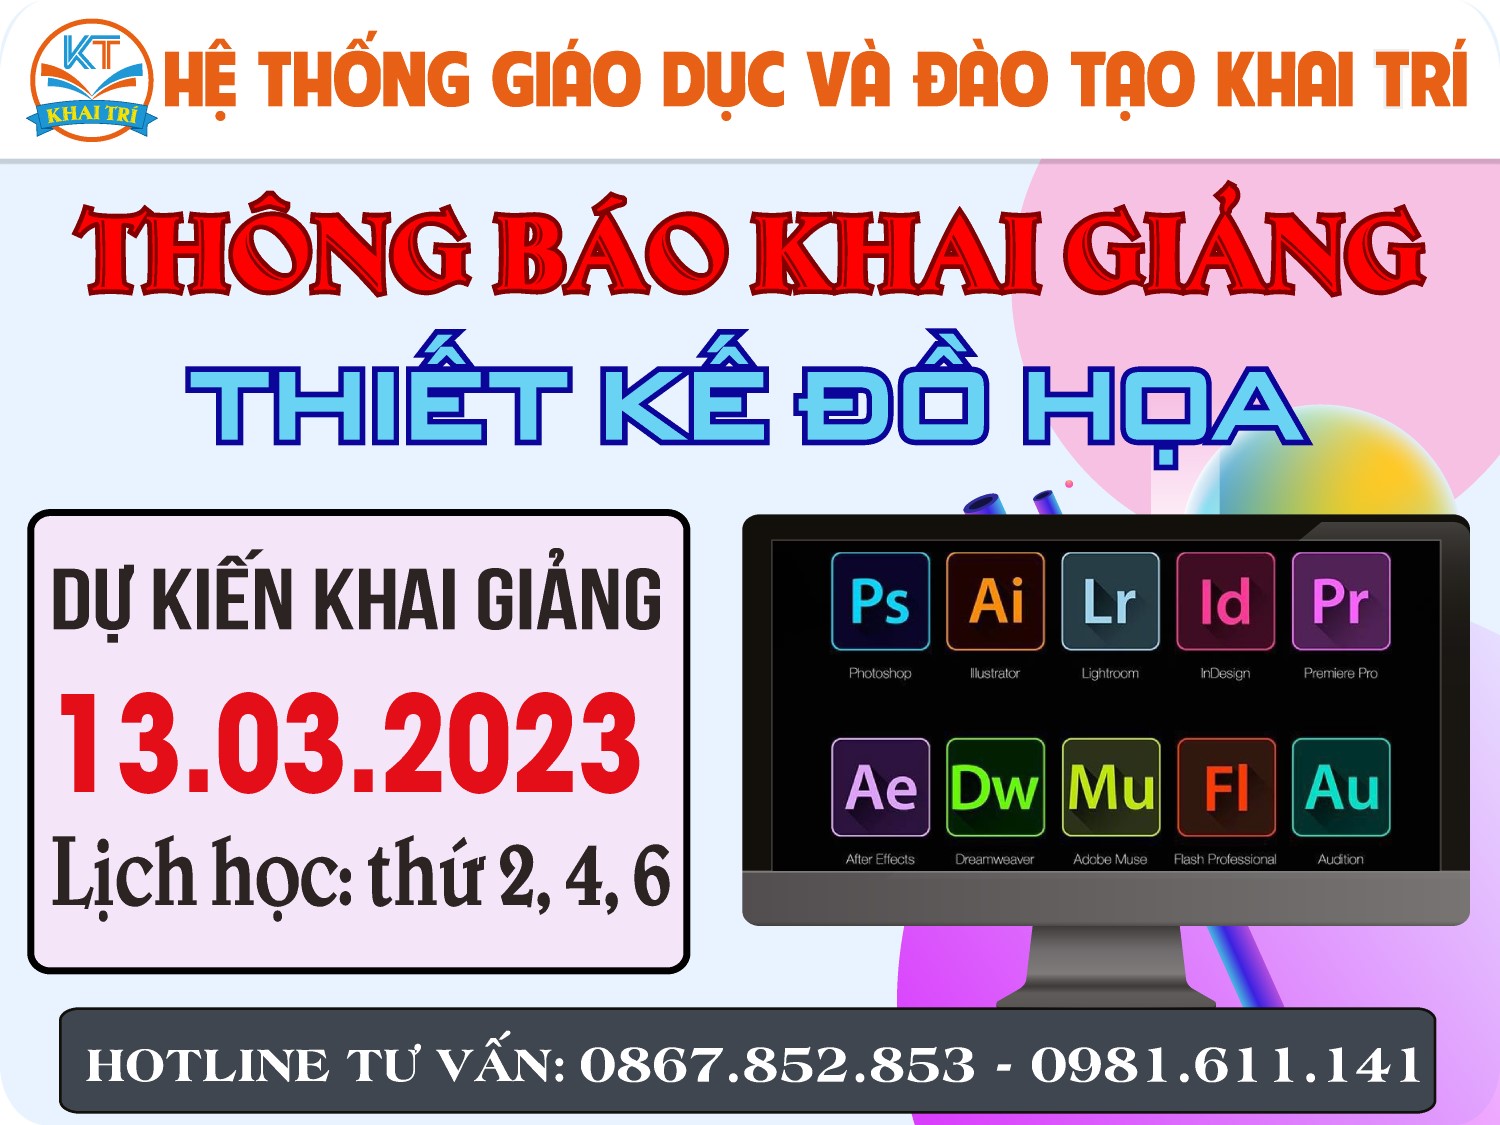 KT
KHAI TRÍ
HỆ THỐNG GIÁO DỤC VÀ ĐÀO TẠO KHAI TRÍ
THÔNG BÁO KHAI GIẢNG
THIẾT KẾ ĐỒ HỌA
DỰ KIẾN KHAI GIẢNG
13.03.2023
Lịch học: thứ 2, 4, 6
Ps Ai Lr Id Pr
Photoshop Illustrator Lightroom InDesign Premiere Pro
Ae Dw Mu Fl Au
After Effects Dreamweaver Adobe Muse Flash Professional Audition
HOTLINE TƯ VẤN: 0867.852.853 - 0981.611.141